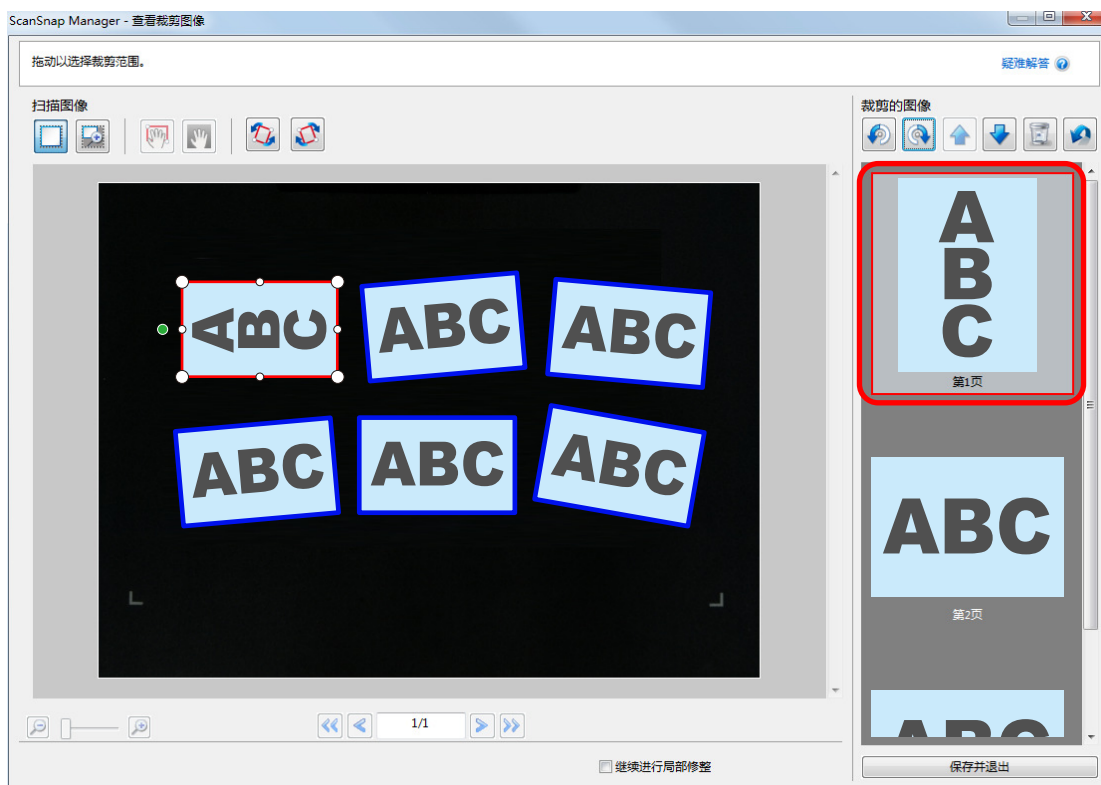 ScanSnap Manager - 查看裁剪图像
拖动以选择裁剪范围。
疑难解答
扫描图像
裁剪的图像
ABC
ABC
ABC
ABC
ABC
ABC
A
B
C
第1页
ABC
第2页
ABC
1/1
继续进行局部修整
保存并退出